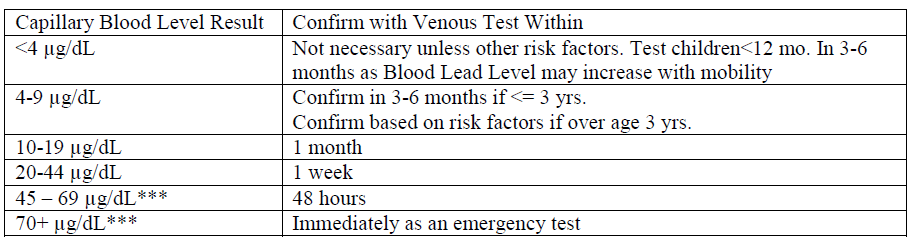 Capillary Blood Level Result Confirm with Venous Test Within
<4 µg/dL Not necessary unless other risk factors. Test children<12 mo. In 3-6
months as Blood Lead Level may increase with mobility
4-9 µg/dL Confirm in 3-6 months if <= 3 yrs.
Confirm based on risk factors if over age 3 yrs.
10-19 µg/dL 1 month
20-44 µg/dL 1 week
45 – 69 µg/dL*** 48 hours
70+ µg/dL*** Immediately as an emergency test